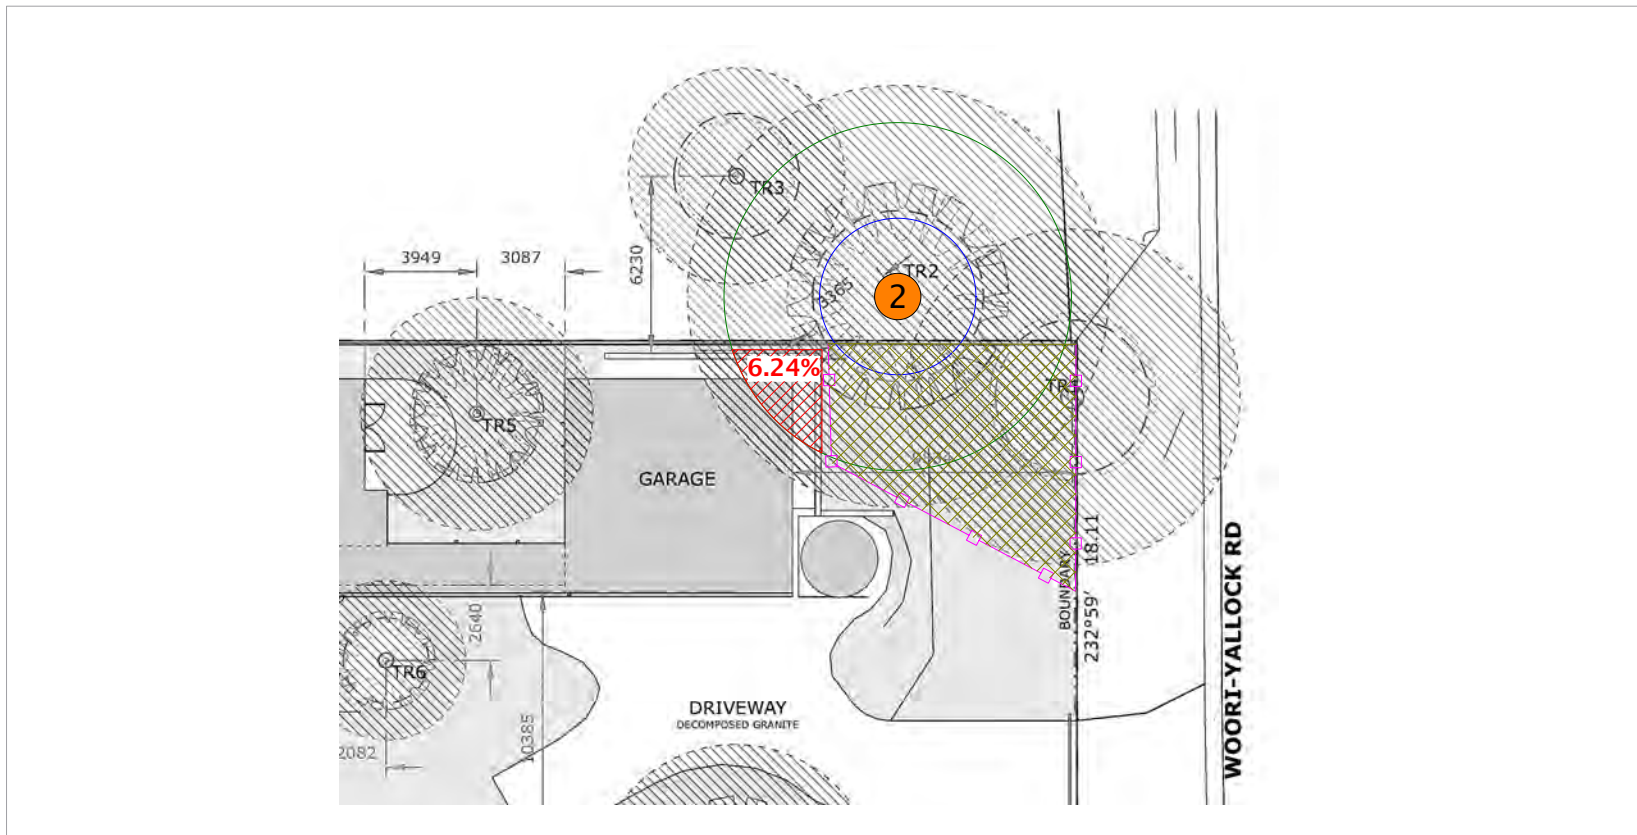 TR3
3949
3087
6230
TR2
3365
2
6.24%
TR5
GARAGE
BOUNDARY
18.11
232°59'
WOORI-YALLOCK RD
2640
TR6
DRIVEWAY
DECOMPOSED GRANITE
10385
2082